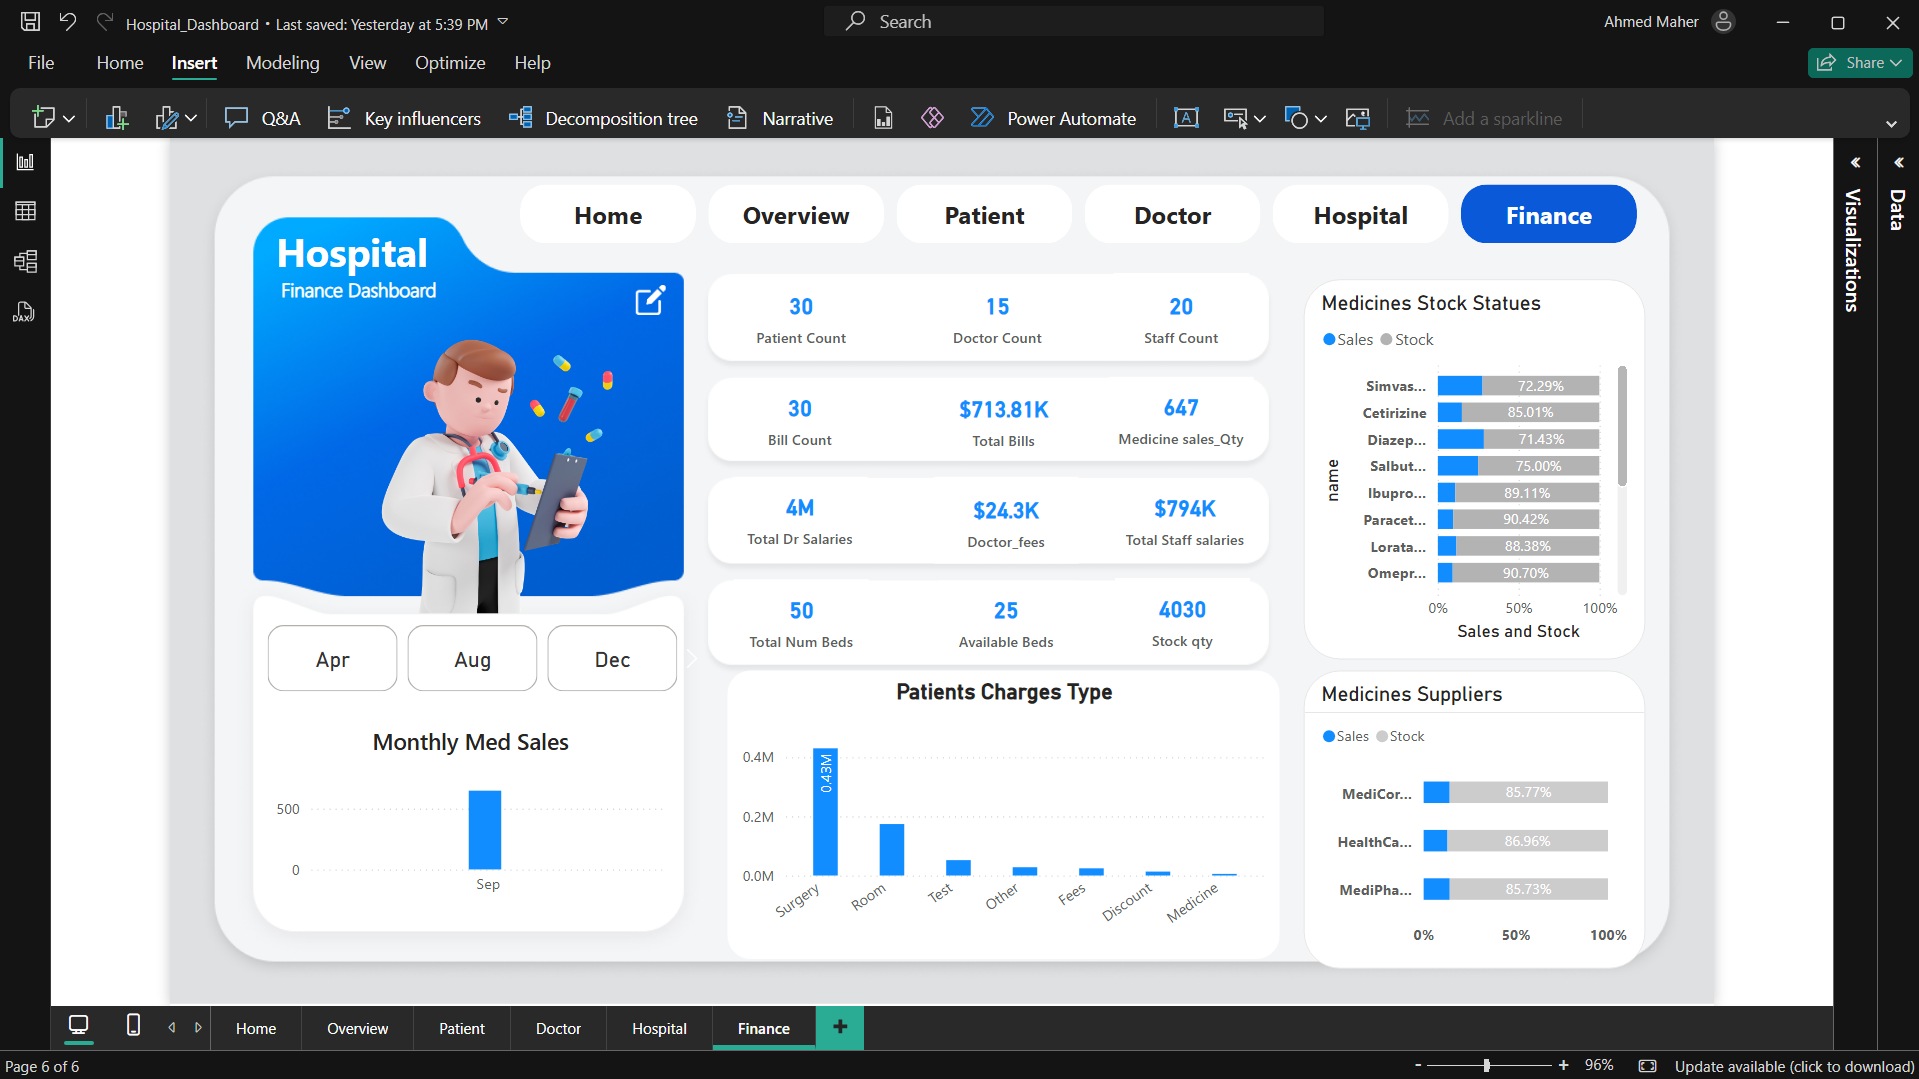 Hospital_Dashboard • Last saved: Yesterday at 5:39 PM
Search
Ahmed Maher
File Home Insert Modeling View Optimize Help
Share
Q&A Key influencers Decomposition tree Narrative Power Automate Add a sparkline
Home Overview Patient Doctor Hospital Finance
Hospital
Finance Dashboard
30 15 20
Patient Count Doctor Count Staff Count
30 $713.81K 647
Bill Count Total Bills Medicine sales_Qty
4M $24.3K $794K
Total Dr Salaries Doctor_fees Total Staff salaries
50 25 4030
Total Num Beds Available Beds Stock qty
Apr Aug Dec
Monthly Med Sales
500
0
Sep
Patients Charges Type
0.4M
0.2M
0.0M
0.43M
Surgery Room Test Other Fees Discount Medicine
Medicines Stock Statues
Sales Stock
name
Simvas... 72.29%
Cetirizine 85.01%
Diazep... 71.43%
Salbut... 75.00%
Ibupro... 89.11%
Paracet... 90.42%
Lorata... 88.38%
Omepr... 90.70%
0% 50% 100%
Sales and Stock
Medicines Suppliers
Sales Stock
MediCor... 85.77%
HealthCa... 86.96%
MediPha... 85.73%
0% 50% 100%
Visualizations
Data
DAX
A
Home Overview Patient Doctor Hospital Finance +
Page 6 of 6
- + 96%
Update available (click to download)